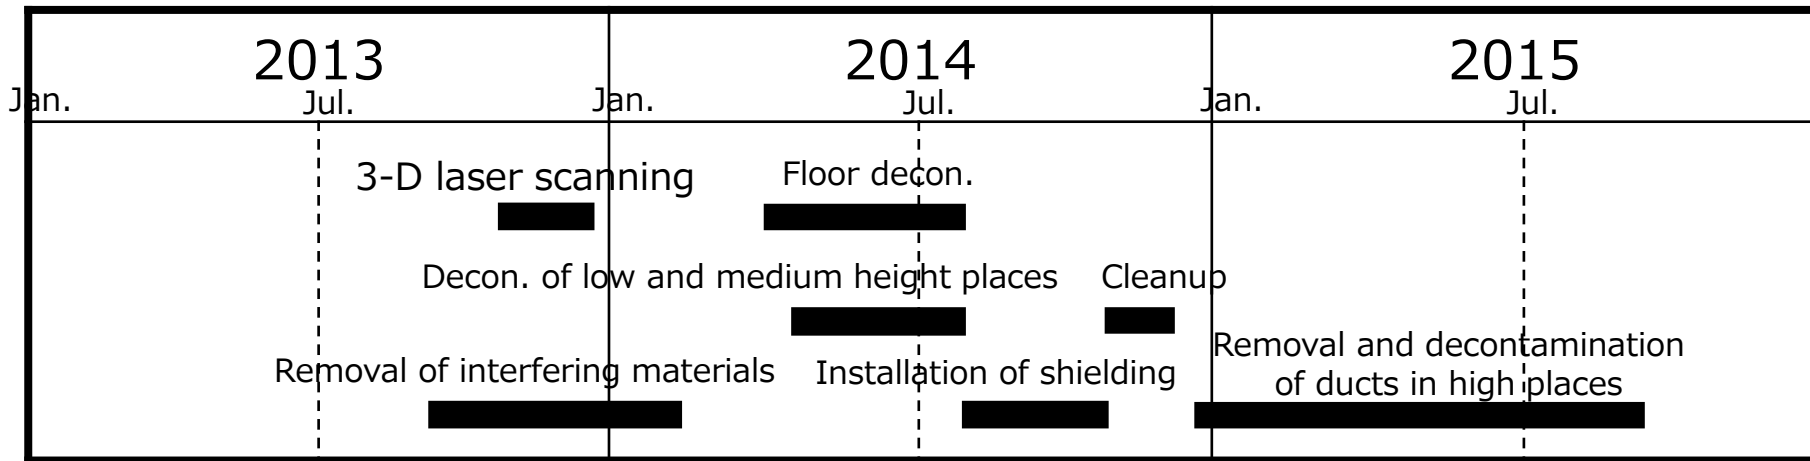 2013 2014 2015
Jan. Jul. Jan. Jul. Jan. Jul.
3-D laser scanning Floor decon.
Decon. of low and medium height places Cleanup
Removal of interfering materials Installation of shielding Removal and decontamination
of ducts in high places